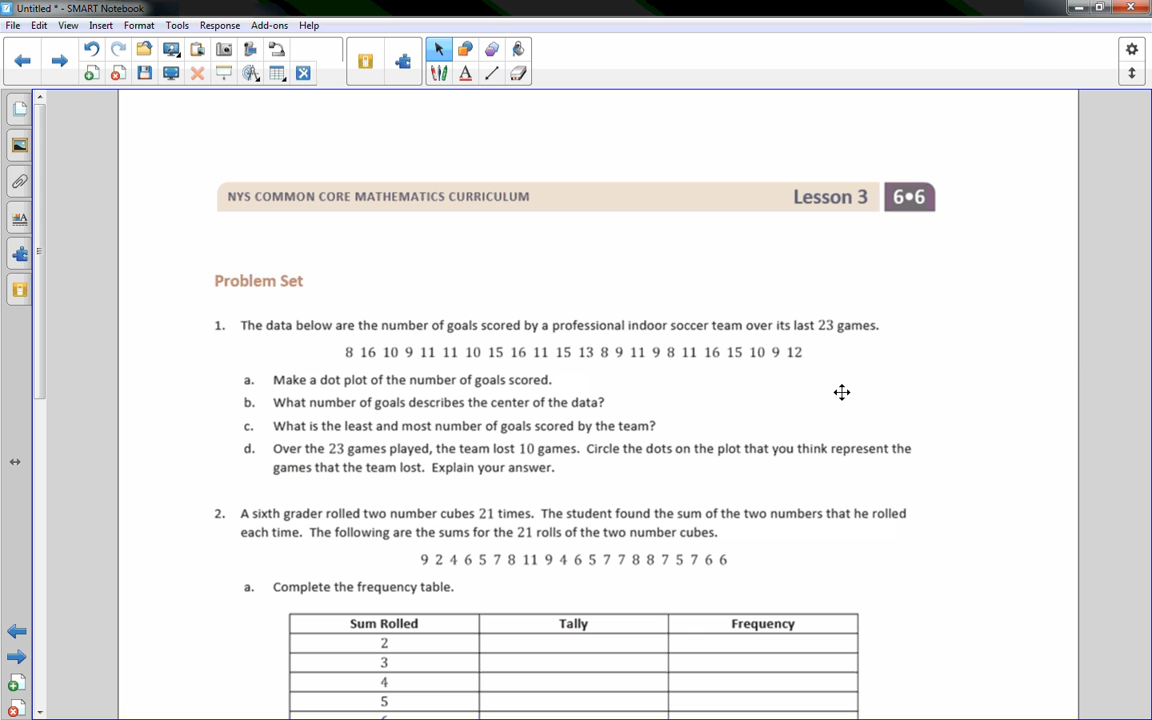 Untitled * - SMART Notebook
File Edit View Insert Format Tools Response Add-ons Help
NYS COMMON CORE MATHEMATICS CURRICULUM Lesson 3 6•6
Problem Set
1. The data below are the number of goals scored by a professional indoor soccer team over its last 23 games.
8 16 10 9 11 11 10 15 16 11 15 13 8 9 11 9 8 11 16 15 10 9 12
a. Make a dot plot of the number of goals scored.
b. What number of goals describes the center of the data?
c. What is the least and most number of goals scored by the team?
d. Over the 23 games played, the team lost 10 games. Circle the dots on the plot that you think represent the
games that the team lost. Explain your answer.
2. A sixth grader rolled two number cubes 21 times. The student found the sum of the two numbers that he rolled
each time. The following are the sums for the 21 rolls of the two number cubes.
9 2 4 6 5 7 8 11 9 4 6 5 7 7 8 8 7 5 7 6 6
a. Complete the frequency table.
Sum Rolled Tally Frequency
2
3
4
5